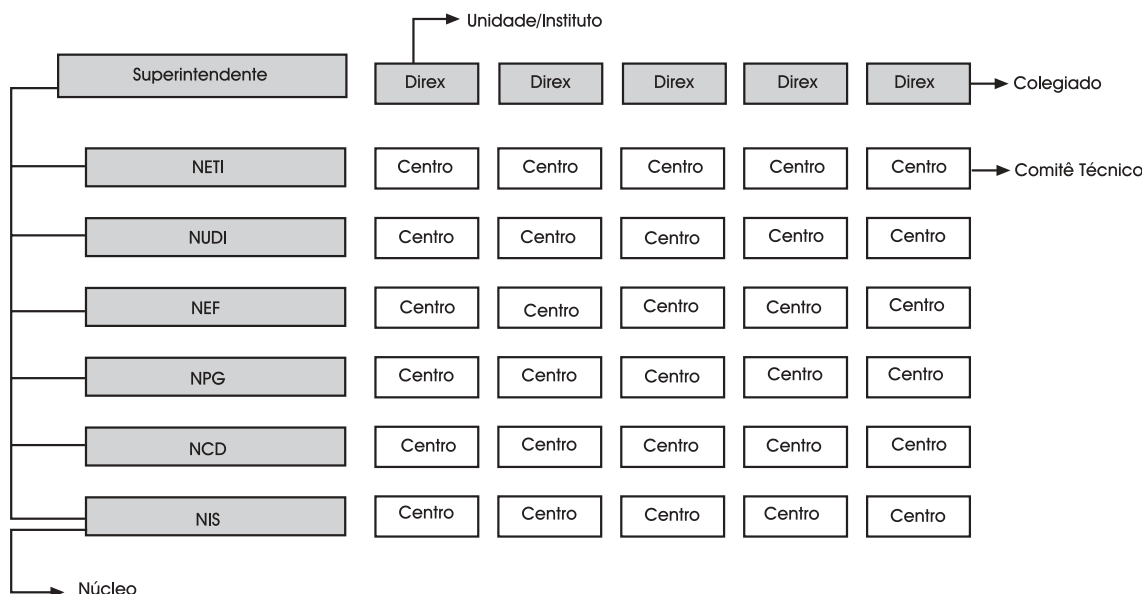 Unidade/Instituto
Superintendente Direx Direx Direx Direx Direx Colegiado
NETI Centro Centro Centro Centro Centro Comitê Técnico
NUDI Centro Centro Centro Centro Centro
NEF Centro Centro Centro Centro Centro
NPG Centro Centro Centro Centro Centro
NCD Centro Centro Centro Centro Centro
NIS Centro Centro Centro Centro Centro
Núcleo